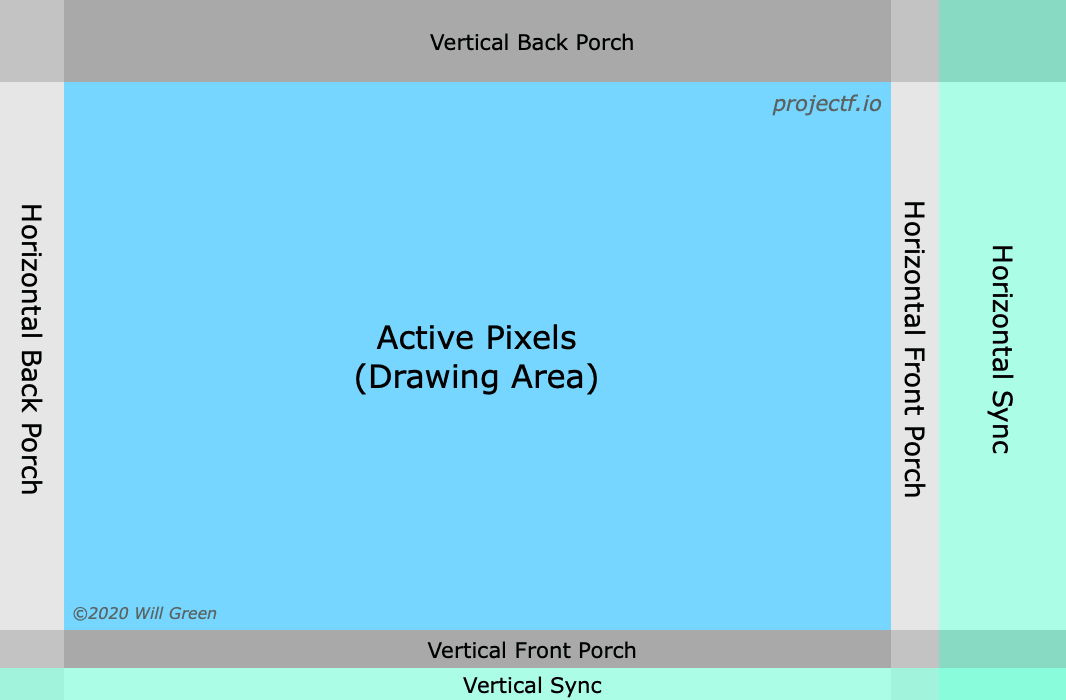 Vertical Back Porch
projectf.io
Horizontal Back Porch
Active Pixels
(Drawing Area)
Horizontal Front Porch
Horizontal Sync
©2020 Will Green
Vertical Front Porch
Vertical Sync